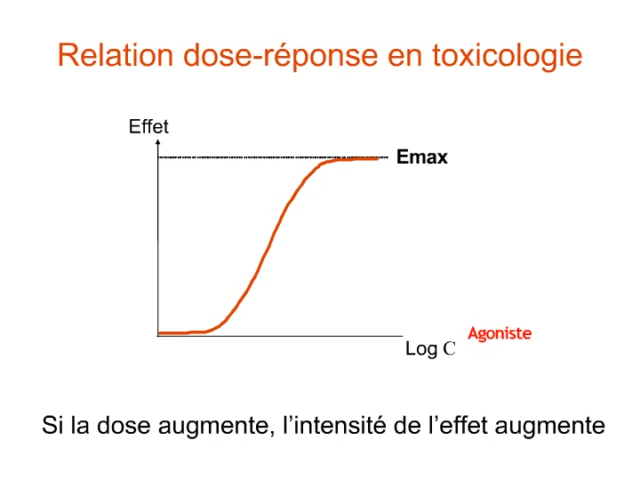 Relation dose-réponse en toxicologie
Effet
Emax
Agoniste
Log C
Si la dose augmente, l’intensité de l’effet augmente